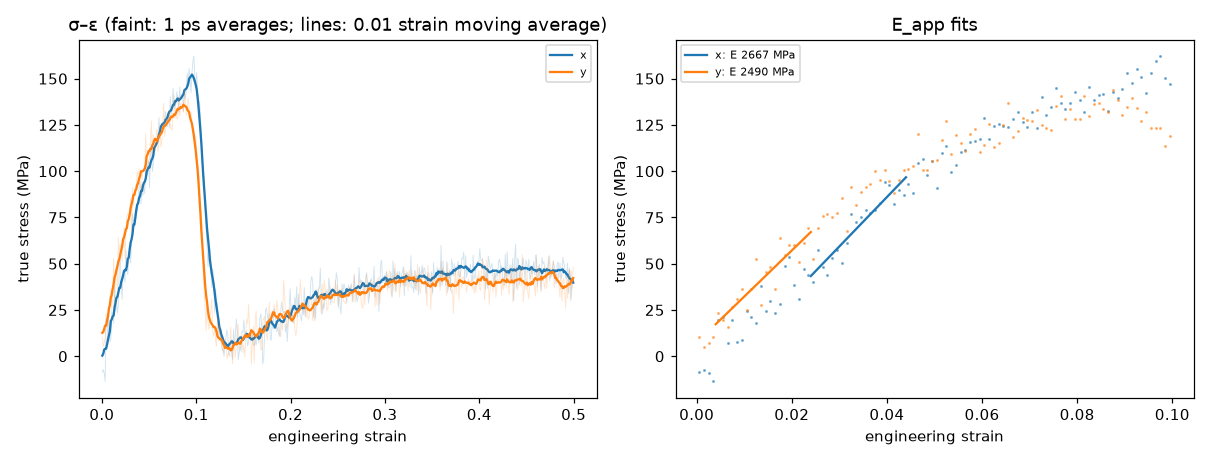 σ–ε (faint: 1 ps averages; lines: 0.01 strain moving average)
true stress (MPa)
150
125
100
75
50
25
0
0.0 0.1 0.2 0.3 0.4 0.5
engineering strain
x
y
E_app fits
true stress (MPa)
150
125
100
75
50
25
0
0.00 0.02 0.04 0.06 0.08 0.10
engineering strain
x: E 2667 MPa
y: E 2490 MPa